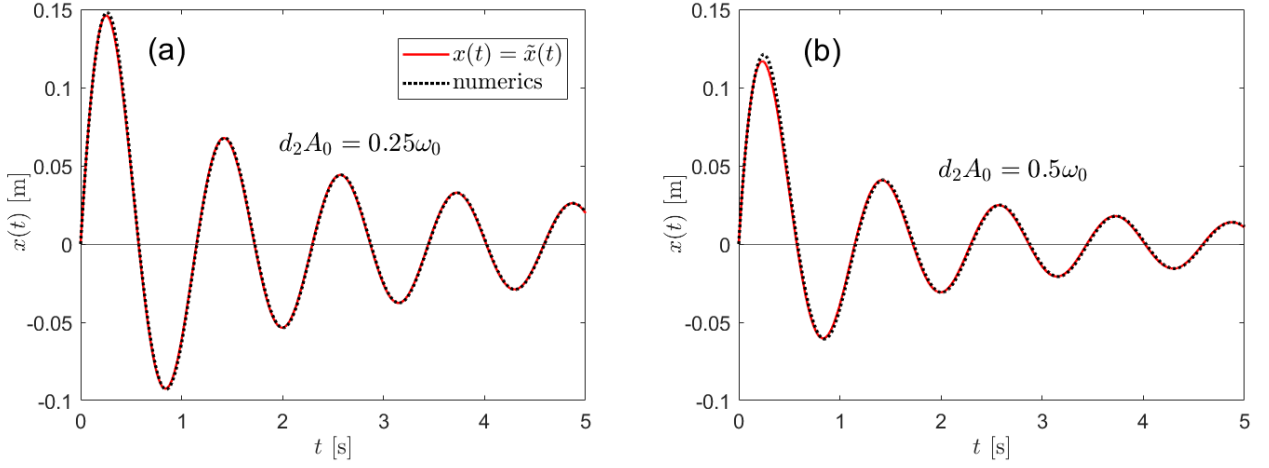 (a)
x(t) = x̃(t)
numerics
d₂A₀ = 0.25ω₀
0.15
0.1
0.05
0
-0.05
-0.1
x(t) [m]
0 1 2 3 4 5
t [s]
(b)
d₂A₀ = 0.5ω₀
0.15
0.1
0.05
0
-0.05
-0.1
x(t) [m]
0 1 2 3 4 5
t [s]